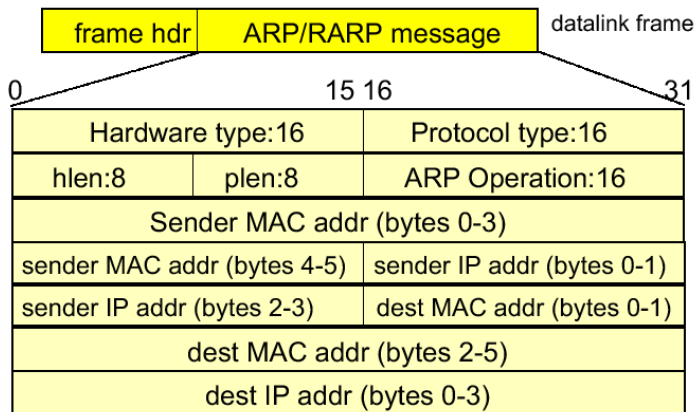 frame hdr ARP/RARP message datalink frame
0 15 16 31
Hardware type:16 Protocol type:16
hlen:8 plen:8 ARP Operation:16
Sender MAC addr (bytes 0-3)
sender MAC addr (bytes 4-5) sender IP addr (bytes 0-1)
sender IP addr (bytes 2-3) dest MAC addr (bytes 0-1)
dest MAC addr (bytes 2-5)
dest IP addr (bytes 0-3)